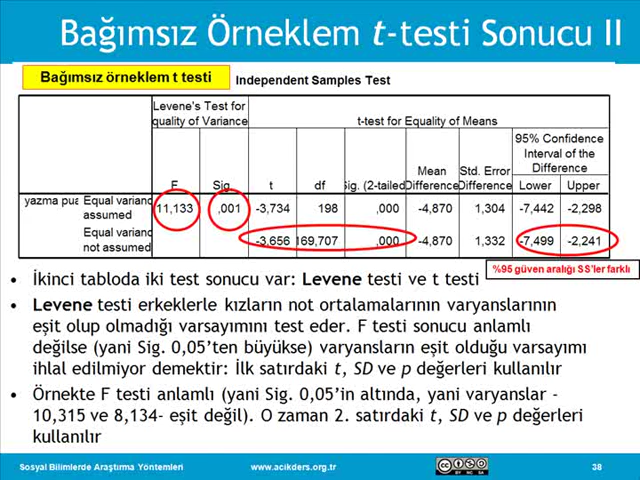 Bağımsız Örneklem t-testi Sonucu II
Bağımsız örneklem t testi
Independent Samples Test
Levene's Test for
quality of Variance
t-test for Equality of Means
95% Confidence
Interval of the
Difference
Mean Std. Error
F Sig. t df Sig. (2-tailed Difference Difference Lower Upper
yazma pua Equal varianc
assumed
11,133 ,001 -3,734 198 ,000 -4,870 1,304 -7,442 -2,298
Equal varianc
not assumed
-3,656 169,707 ,000 -4,870 1,332 -7,499 -2,241
%95 güven aralığı SS'ler farklı
• İkinci tabloda iki test sonucu var: Levene testi ve t testi
• Levene testi erkeklerle kızların not ortalamalarının varyanslarının
eşit olup olmadığı varsayımını test eder. F testi sonucu anlamlı
değilse (yani Sig. 0,05'ten büyükse) varyansların eşit olduğu varsayımı
ihlal edilmiyor demektir: İlk satırdaki t, SD ve p değerleri kullanılır
• Örnekte F testi anlamlı (yani Sig. 0,05'in altında, yani varyanslar -
10,315 ve 8,134- eşit değil). O zaman 2. satırdaki t, SD ve p değerleri
kullanılır
Sosyal Bilimlerde Araştırma Yöntemleri
www.acikders.org.tr
cc BY NC SA
38